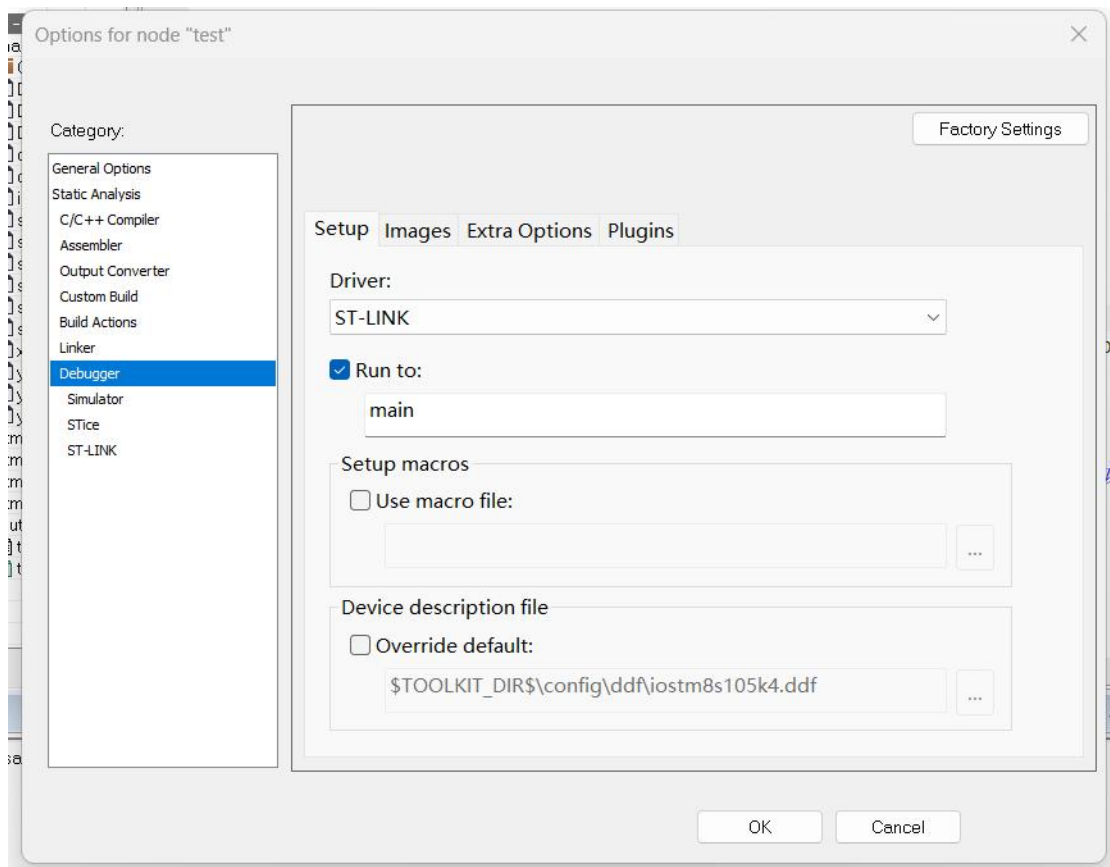 Options for node "test"
Category:
Factory Settings
General Options
Static Analysis
C/C++ Compiler
Assembler
Output Converter
Custom Build
Build Actions
Linker
Debugger
Simulator
STice
ST-LINK
Setup Images Extra Options Plugins
Driver:
ST-LINK
Run to:
main
Setup macros
Use macro file:
...
Device description file
Override default:
$TOOLKIT_DIR$\config\ddf\iostm8s105k4.ddf
...
OK Cancel